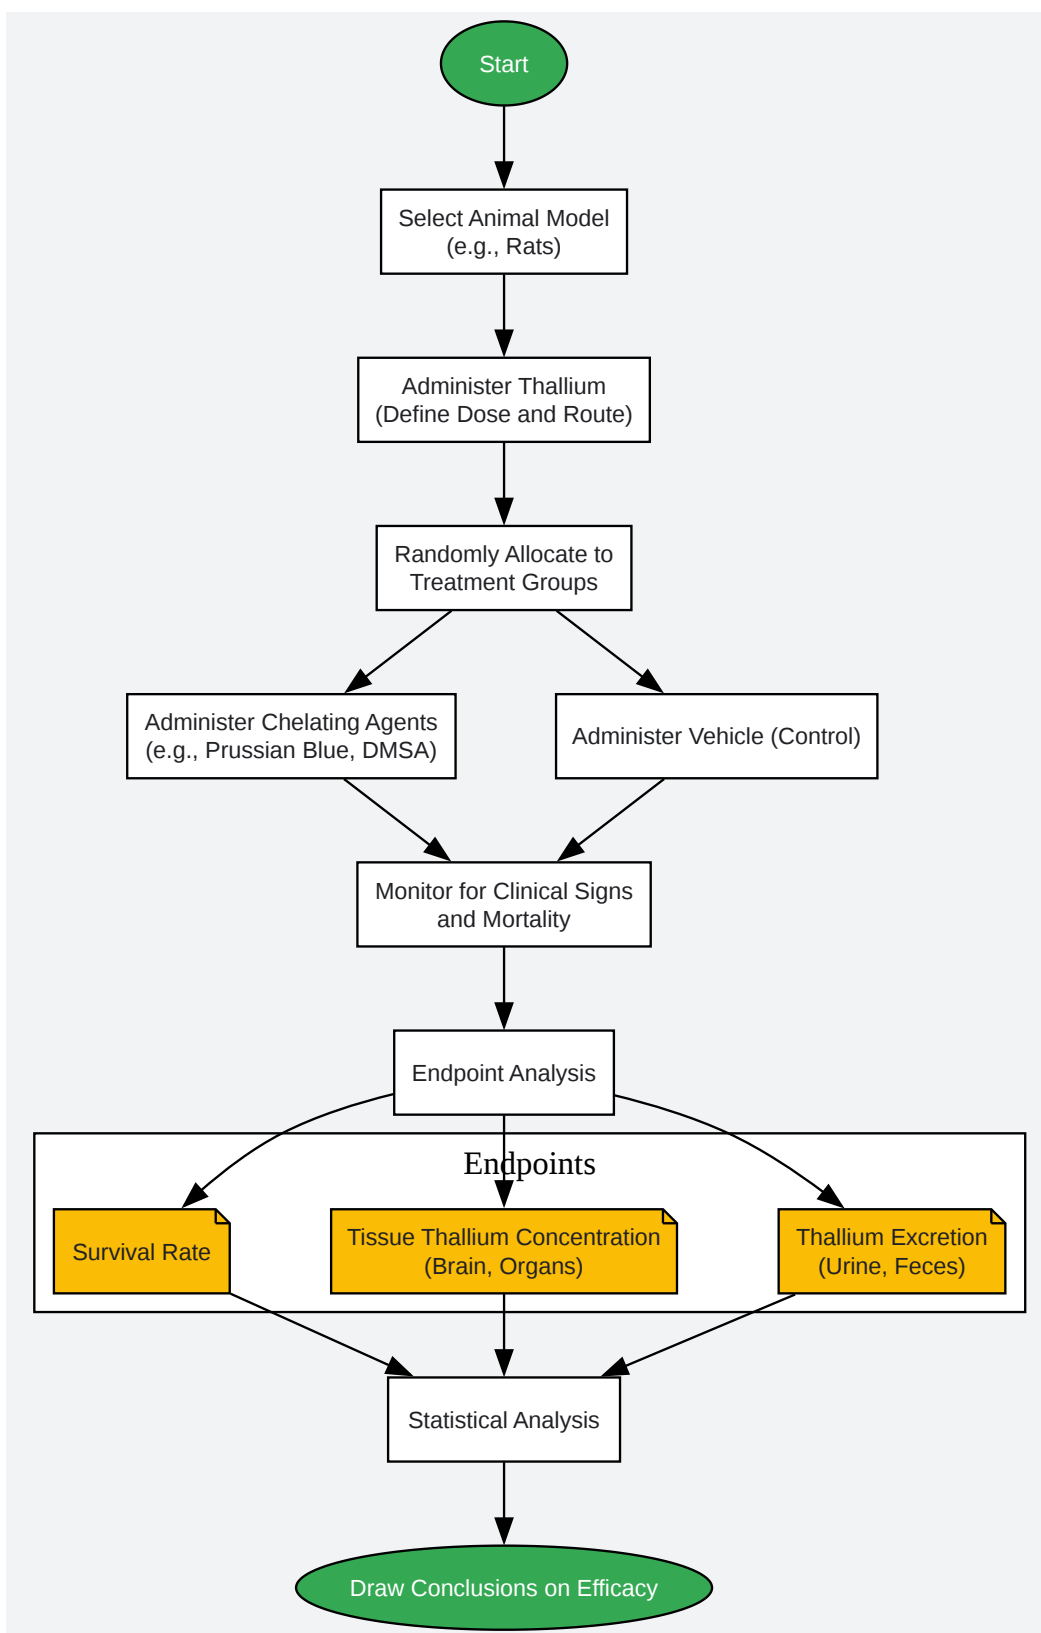 Start
Select Animal Model
(e.g., Rats)
Administer Thallium
(Define Dose and Route)
Randomly Allocate to
Treatment Groups
Administer Chelating Agents
(e.g., Prussian Blue, DMSA)
Administer Vehicle (Control)
Monitor for Clinical Signs
and Mortality
Endpoint Analysis
Endpoints
Survival Rate
Tissue Thallium Concentration
(Brain, Organs)
Thallium Excretion
(Urine, Feces)
Statistical Analysis
Draw Conclusions on Efficacy